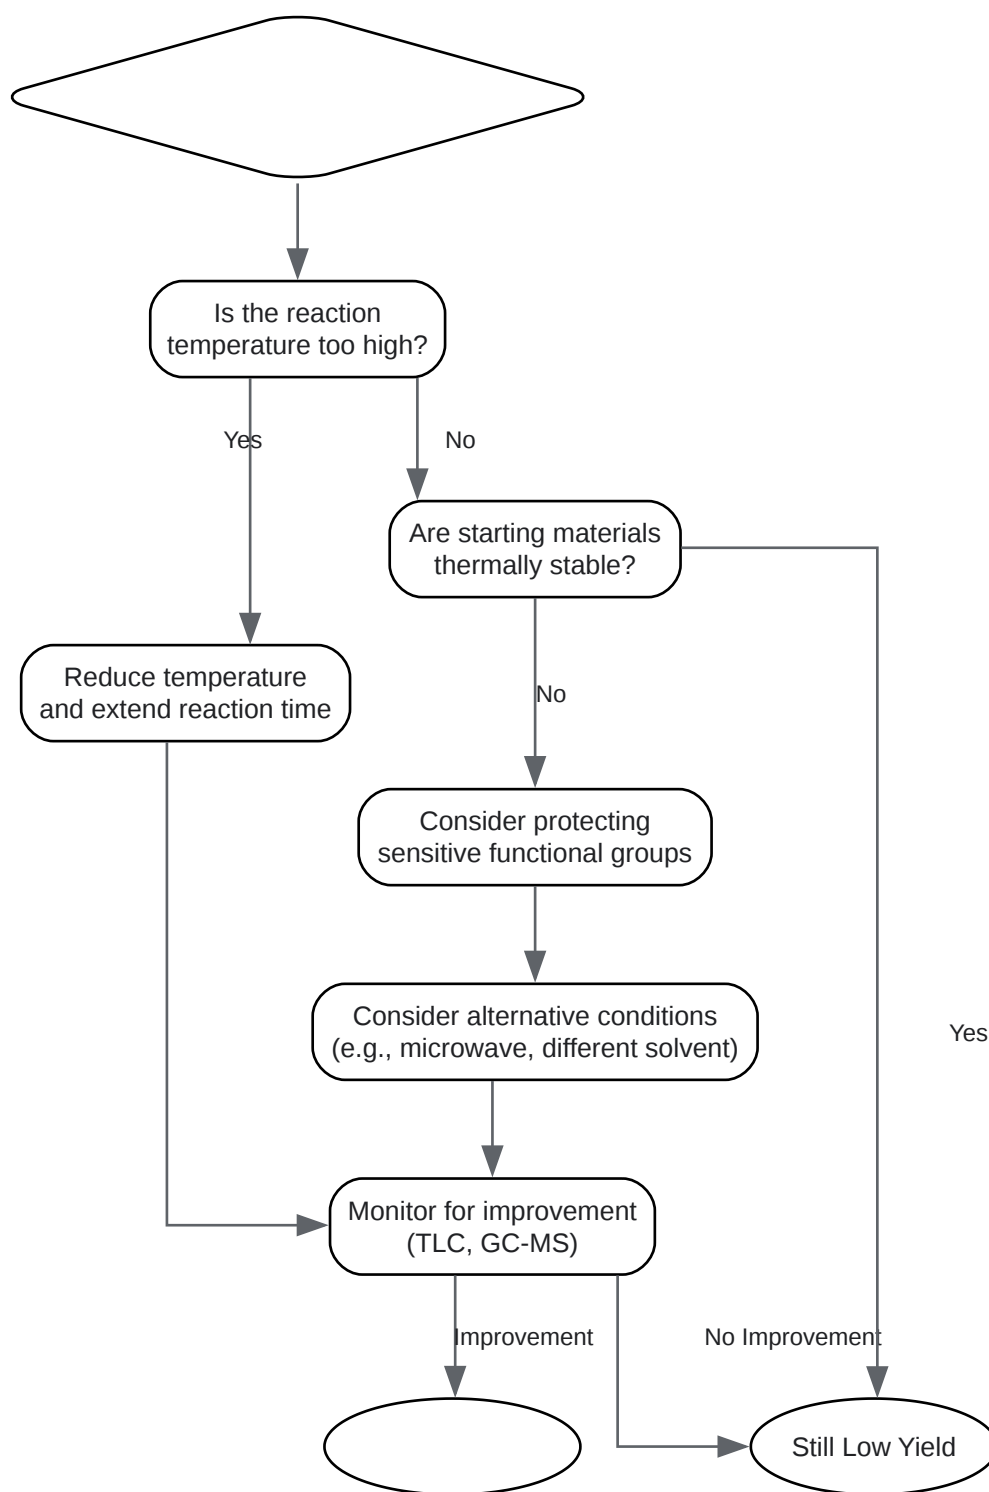 Is the reaction
temperature too high?
Yes
No
Are starting materials
thermally stable?
Reduce temperature
and extend reaction time
No
Consider protecting
sensitive functional groups
Consider alternative conditions
(e.g., microwave, different solvent)
Yes
Monitor for improvement
(TLC, GC-MS)
Improvement
No Improvement
Still Low Yield